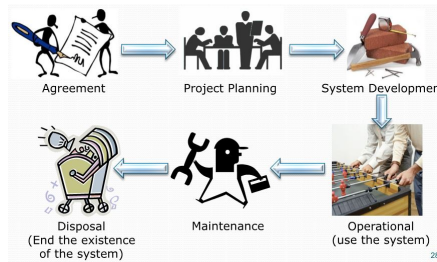 Agreement
Project Planning
System Developmen
Operational
(use the system)
Maintenance
Disposal
(End the existence
of the system)
28